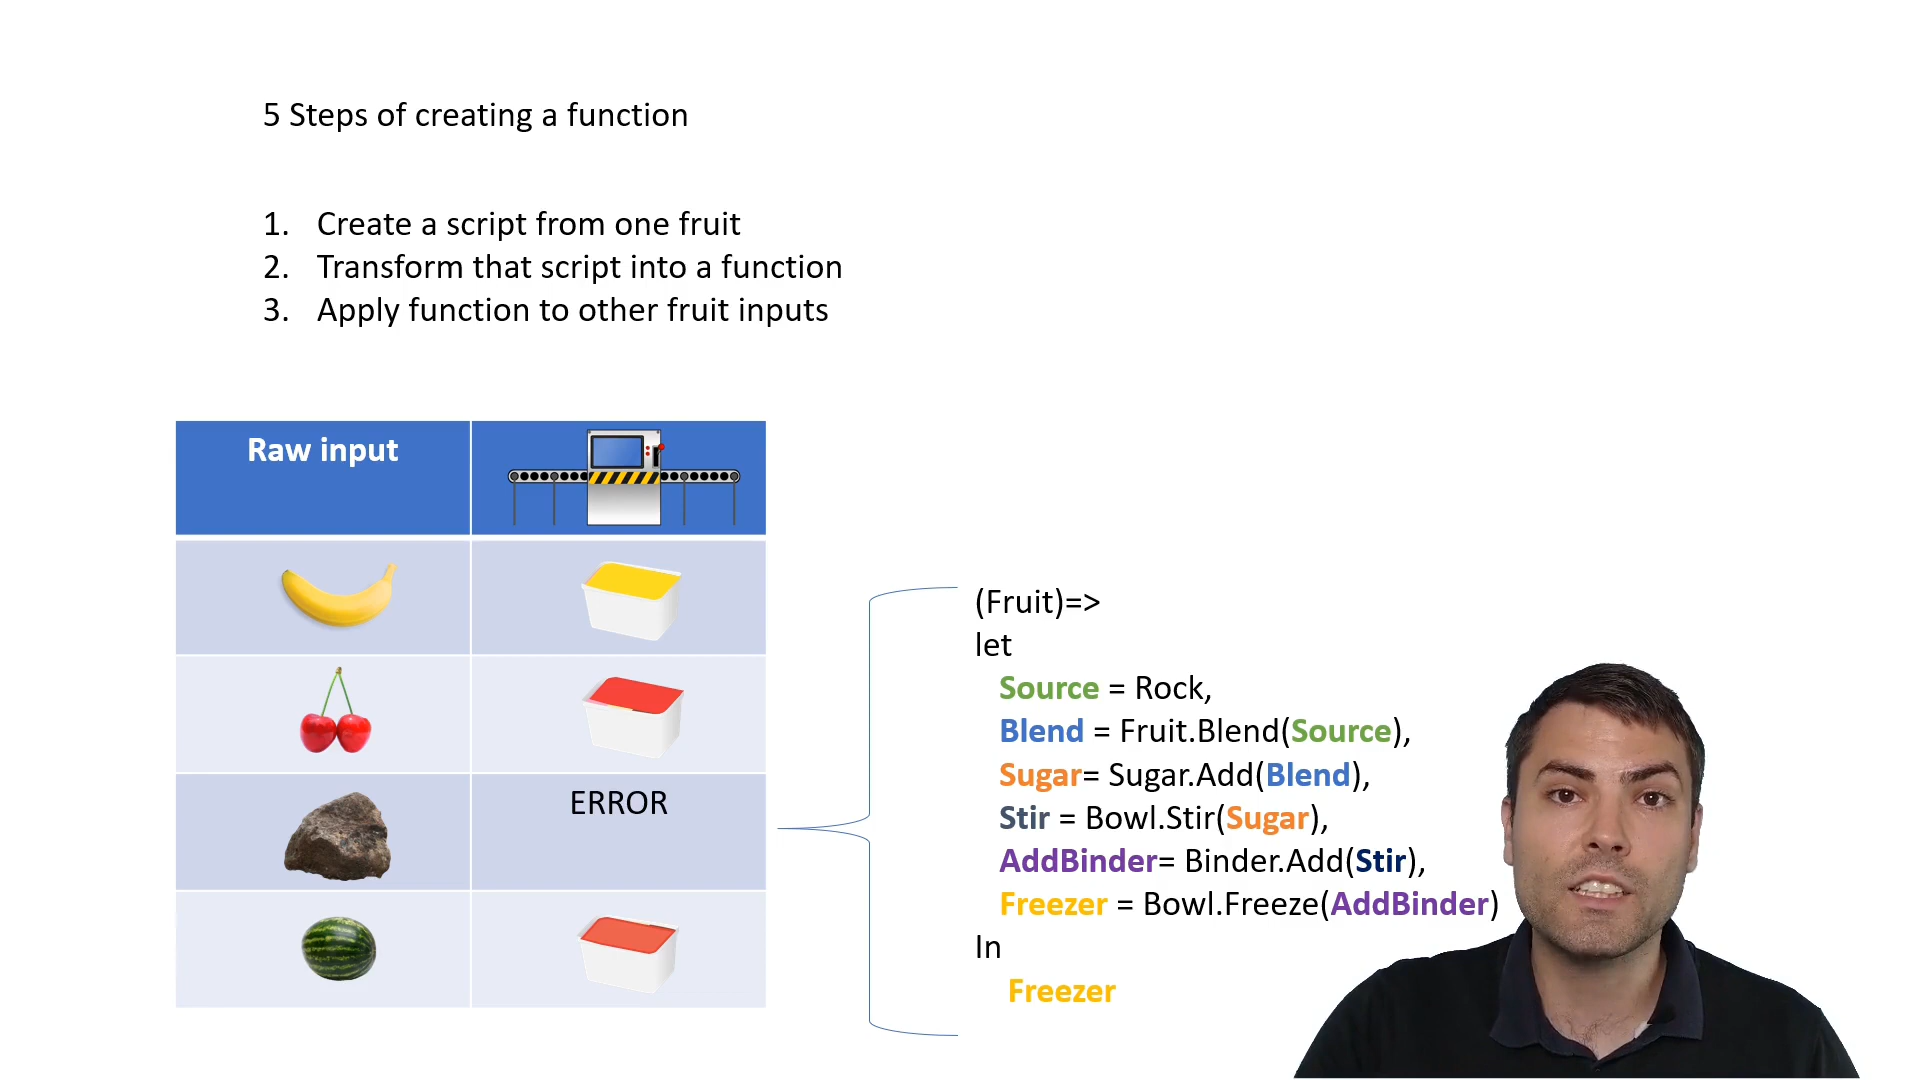 5 Steps of creating a function
1. Create a script from one fruit
2. Transform that script into a function
3. Apply function to other fruit inputs
Raw input
ERROR
(Fruit)=>
let
Source = Rock,
Blend = Fruit.Blend(Source),
Sugar= Sugar.Add(Blend),
Stir = Bowl.Stir(Sugar),
AddBinder= Binder.Add(Stir),
Freezer = Bowl.Freeze(AddBinder)
In
Freezer